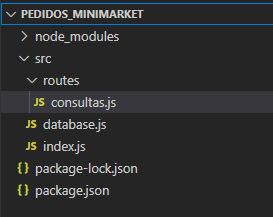 PEDIDOS_MINIMARKET
node_modules
src
routes
JS consultas.js
JS database.js
JS index.js
{} package-lock.json
{} package.json